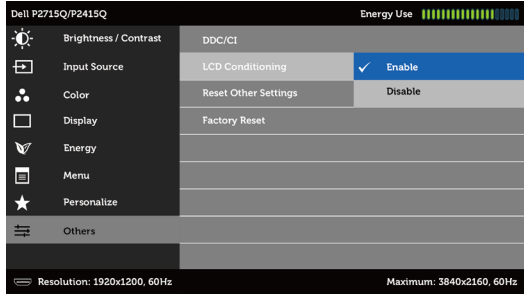 Dell P2715Q/P2415Q Energy Use
Brightness / Contrast DDC/CI
Input Source LCD Conditioning Enable
Color Reset Other Settings Disable
Display Factory Reset
Energy
Menu
Personalize
Others
Resolution: 1920x1200, 60Hz Maximum: 3840x2160, 60Hz